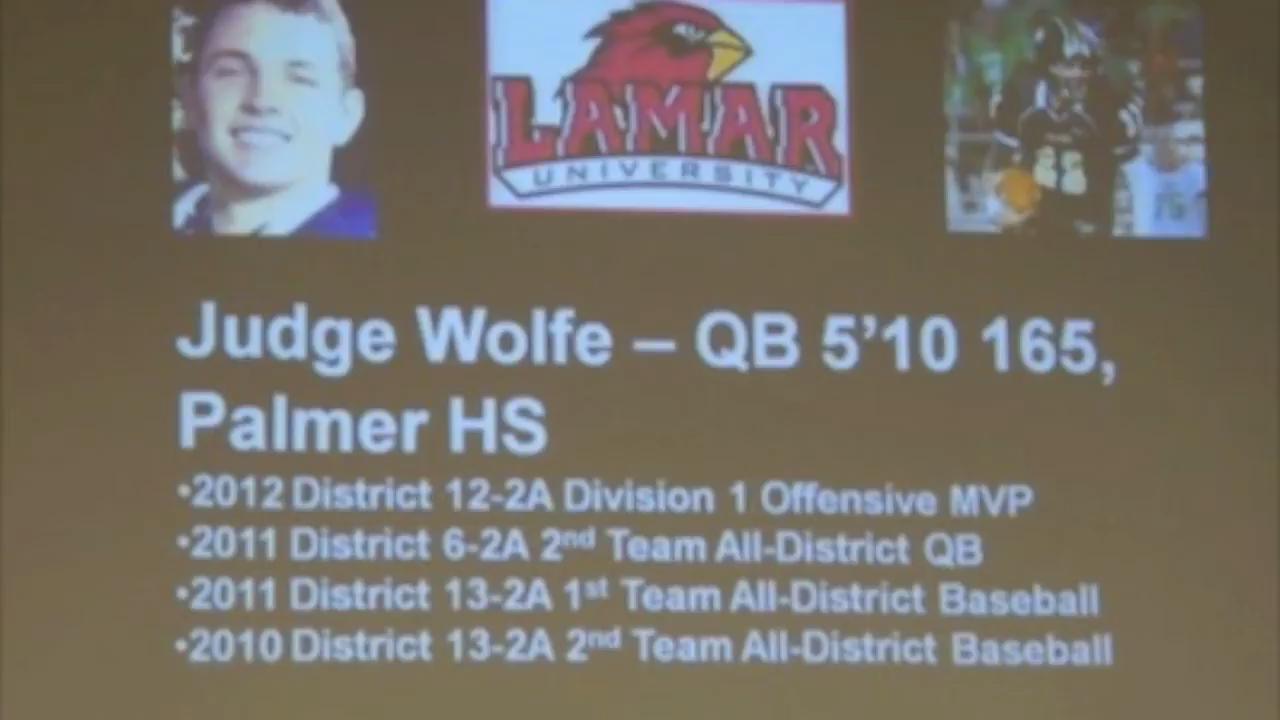 LAMAR
UNIVERSITY
Judge Wolfe – QB 5’10 165,
Palmer HS
•2012 District 12-2A Division 1 Offensive MVP
•2011 District 6-2A 2nd Team All-District QB
•2011 District 13-2A 1st Team All-District Baseball
•2010 District 13-2A 2nd Team All-District Baseball